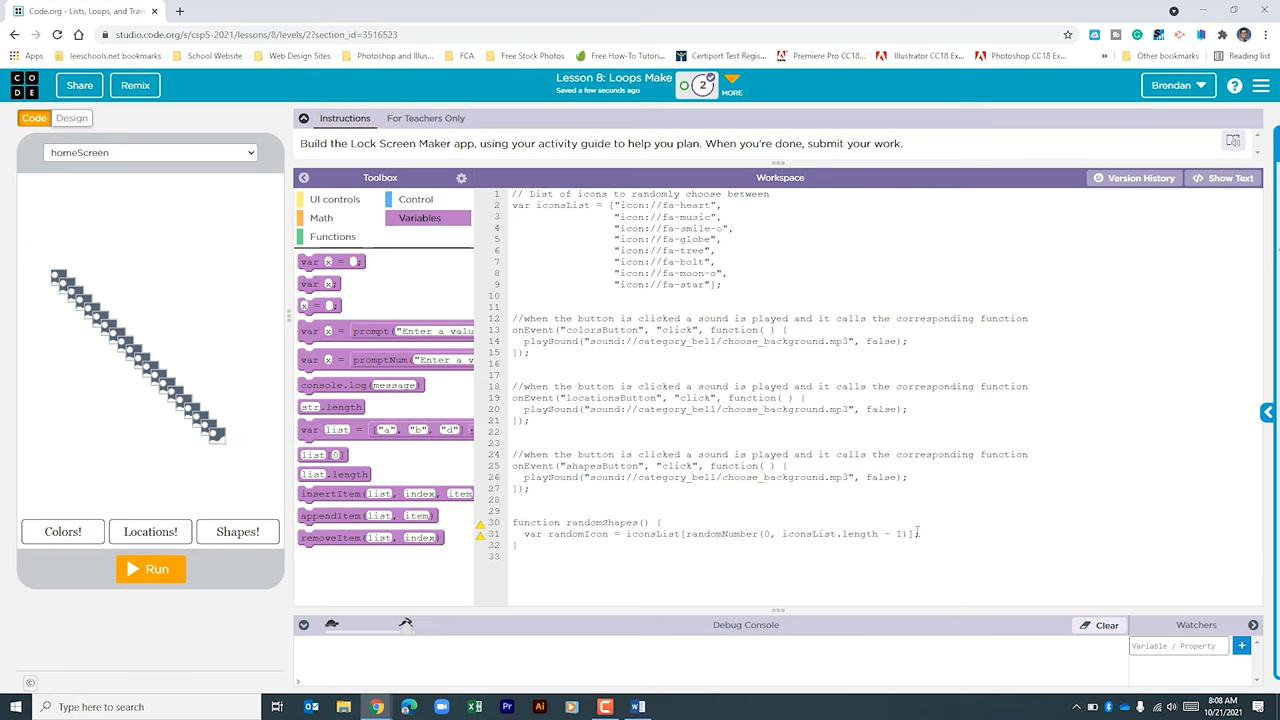 Code.org - Lists, Loops, and Trav
studio.code.org/s/csp5-2021/lessons/8/levels/2?section_id=3516523
Apps
leeschools.net bookmarks
School Website
Web Design Sites
Photoshop and Illus...
FCA
Free Stock Photos
Free How-To Tutori...
Certiport Test Regis...
Premiere Pro CC18...
Illustrator CC18 Ex...
Photoshop CC18 Ex...
»
Other bookmarks
Reading list
CO
DE
Share
Remix
Lesson 8: Loops Make
Saved a few seconds ago
2
MORE
Brendan
?
Code
Design
Instructions
For Teachers Only
homeScreen
Build the Lock Screen Maker app, using your activity guide to help you plan. When you're done, submit your work.
Toolbox
Workspace
Version History
</> Show Text
UI controls
Control
Math
Variables
Functions
var x = ;
var x;
x = ;
var x = prompt("Enter a valu
var x = promptNum("Enter a v
console.log(message)
str.length
var list = ["a", "b", "d"]
list[0]
list.length
insertItem(list, index, item
appendItem(list, item)
removeItem(list, index)
1 // List of icons to randomly choose between
2 var iconsList = ["icon://fa-heart",
3 "icon://fa-music",
4 "icon://fa-smile-o",
5 "icon://fa-globe",
6 "icon://fa-tree",
7 "icon://fa-bolt",
8 "icon://fa-moon-o",
9 "icon://fa-star"];
10
11
12 //when the button is clicked a sound is played and it calls the corresponding function
13 onEvent("colorsButton", "click", function( ) {
14 playSound("sound://category_bell/choose_background.mp3", false);
15 });
16
17
18 //when the button is clicked a sound is played and it calls the corresponding function
19 onEvent("locationsButton", "click", function( ) {
20 playSound("sound://category_bell/choose_background.mp3", false);
21 });
22
23
24 //when the button is clicked a sound is played and it calls the corresponding function
25 onEvent("shapesButton", "click", function( ) {
26 playSound("sound://category_bell/choose_background.mp3", false);
27 });
28
29
30 function randomShapes() {
31 var randomIcon = iconsList[randomNumber(0, iconsList.length - 1)];
32 }
33
Colors!
Locations!
Shapes!
Run
Debug Console
Clear
Watchers
Variable / Property
+
>
©
Type here to search
8:08 AM
10/21/2021